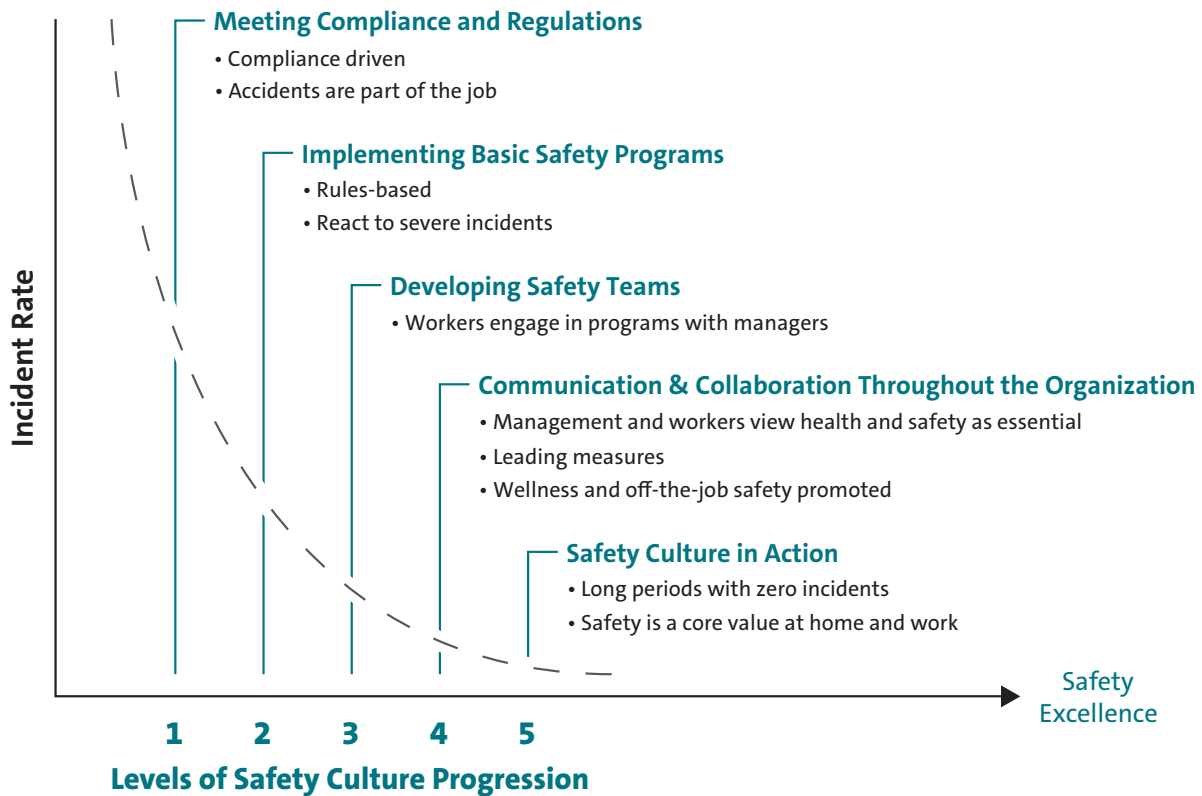 Meeting Compliance and Regulations
• Compliance driven
• Accidents are part of the job
Implementing Basic Safety Programs
• Rules-based
• React to severe incidents
Developing Safety Teams
• Workers engage in programs with managers
Communication & Collaboration Throughout the Organization
• Management and workers view health and safety as essential
• Leading measures
• Wellness and off-the-job safety promoted
Safety Culture in Action
• Long periods with zero incidents
• Safety is a core value at home and work
Incident Rate
Safety
Excellence
1 2 3 4 5
Levels of Safety Culture Progression